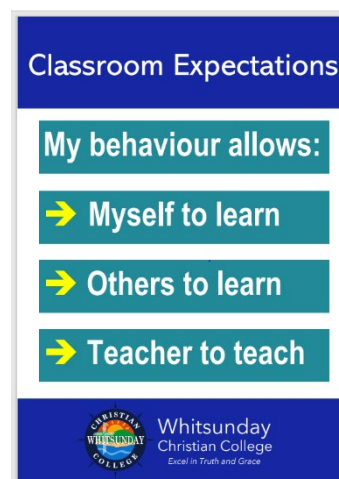 Classroom Expectations
My behaviour allows:
➔ Myself to learn
➔ Others to learn
➔ Teacher to teach
CHRISTIAN
WHITSUNDAY
COLLEGE
Whitsunday
Christian College
Excel in Truth and Grace